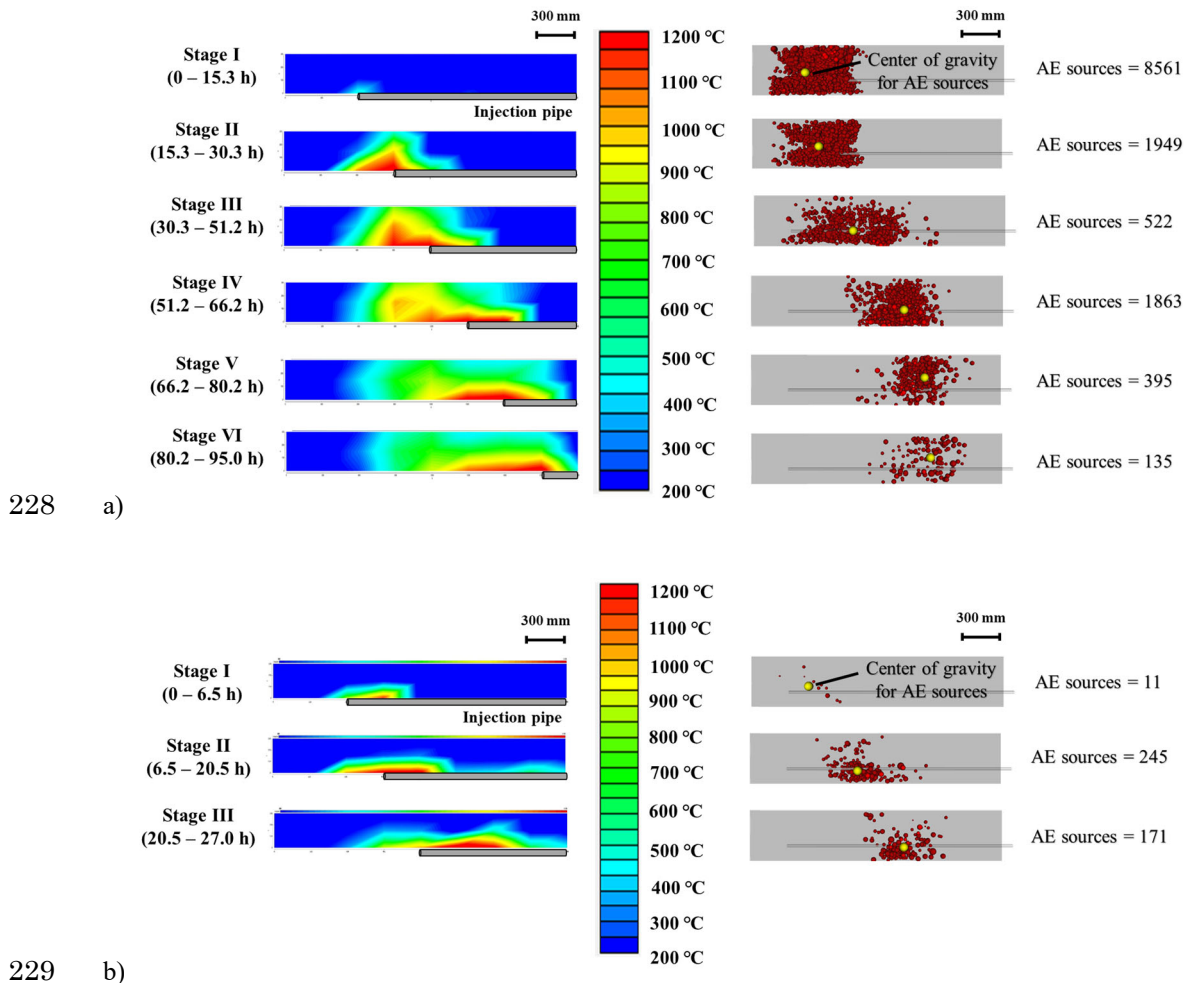 300 mm
300 mm
Stage I
(0 – 15.3 h)
1200 ℃
1100 ℃
1000 ℃
900 ℃
800 ℃
700 ℃
600 ℃
500 ℃
400 ℃
300 ℃
200 ℃
Center of gravity
for AE sources
AE sources = 8561
Injection pipe
Stage II
(15.3 – 30.3 h)
AE sources = 1949
Stage III
(30.3 – 51.2 h)
AE sources = 522
Stage IV
(51.2 – 66.2 h)
AE sources = 1863
Stage V
(66.2 – 80.2 h)
AE sources = 395
Stage VI
(80.2 – 95.0 h)
AE sources = 135
228 a)
300 mm
300 mm
Stage I
(0 – 6.5 h)
1200 ℃
1100 ℃
1000 ℃
900 ℃
800 ℃
700 ℃
600 ℃
500 ℃
400 ℃
300 ℃
200 ℃
Center of gravity
for AE sources
AE sources = 11
Injection pipe
Stage II
(6.5 – 20.5 h)
AE sources = 245
Stage III
(20.5 – 27.0 h)
AE sources = 171
229 b)